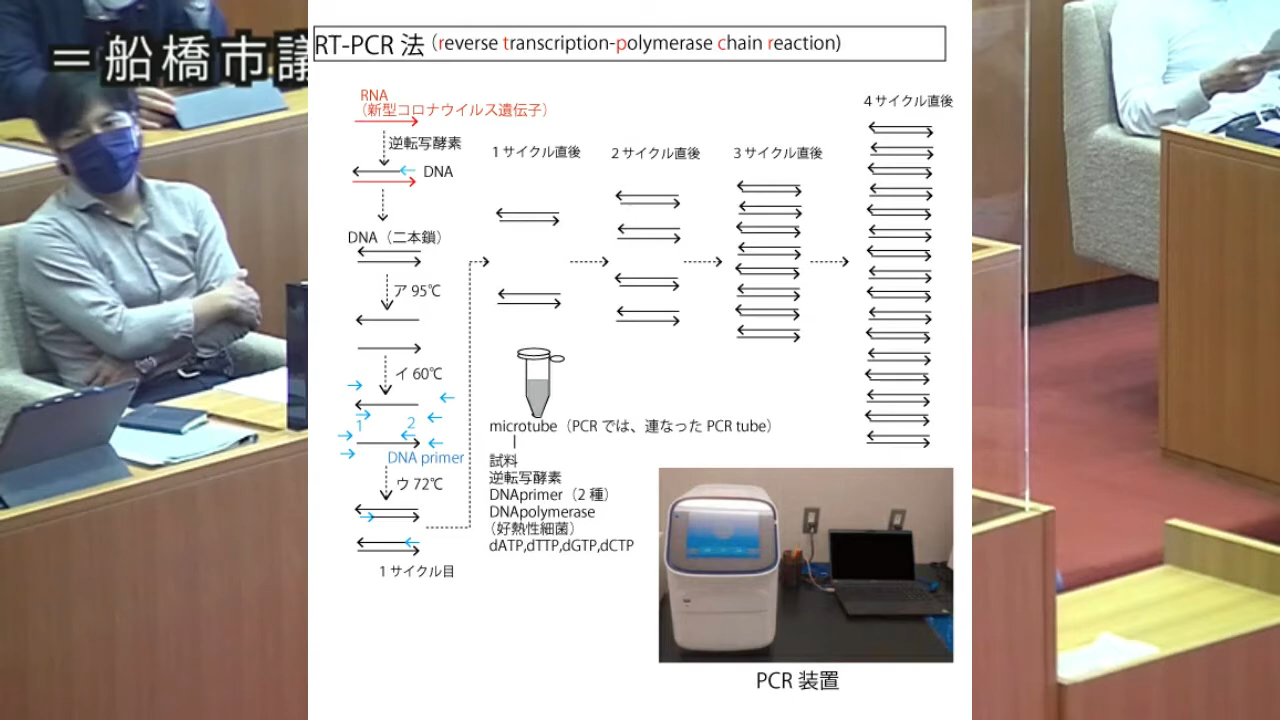 ＝船橋市議
RT-PCR 法（reverse transcription-polymerase chain reaction)
RNA
（新型コロナウイルス遺伝子）
逆転写酵素
DNA
DNA（二本鎖）
ア 95℃
イ 60℃
1
2
DNA primer
ウ 72℃
1サイクル目
1サイクル直後
2サイクル直後
3サイクル直後
4サイクル直後
microtube（PCR では、連なった PCR tube）
試料
逆転写酵素
DNAprimer（2 種）
DNApolymerase
（好熱性細菌）
dATP,dTTP,dGTP,dCTP
PCR 装置